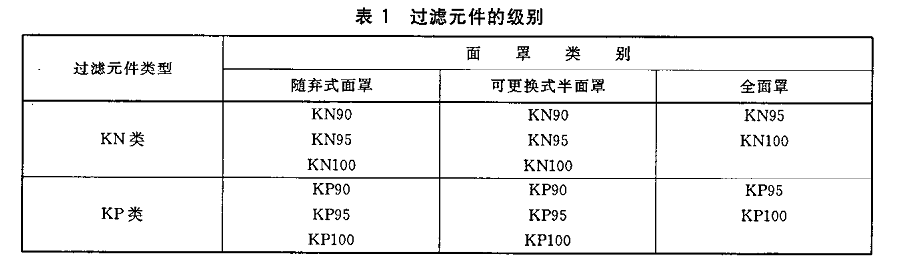 表 1 过滤元件的级别
过滤元件类型
面 罩 类 别
随弃式面罩 可更换式半面罩 全面罩
KN 类
KN90 KN90 KN95
KN95 KN95 KN100
KN100 KN100
KP 类
KP90 KP90 KP95
KP95 KP95 KP100
KP100 KP100